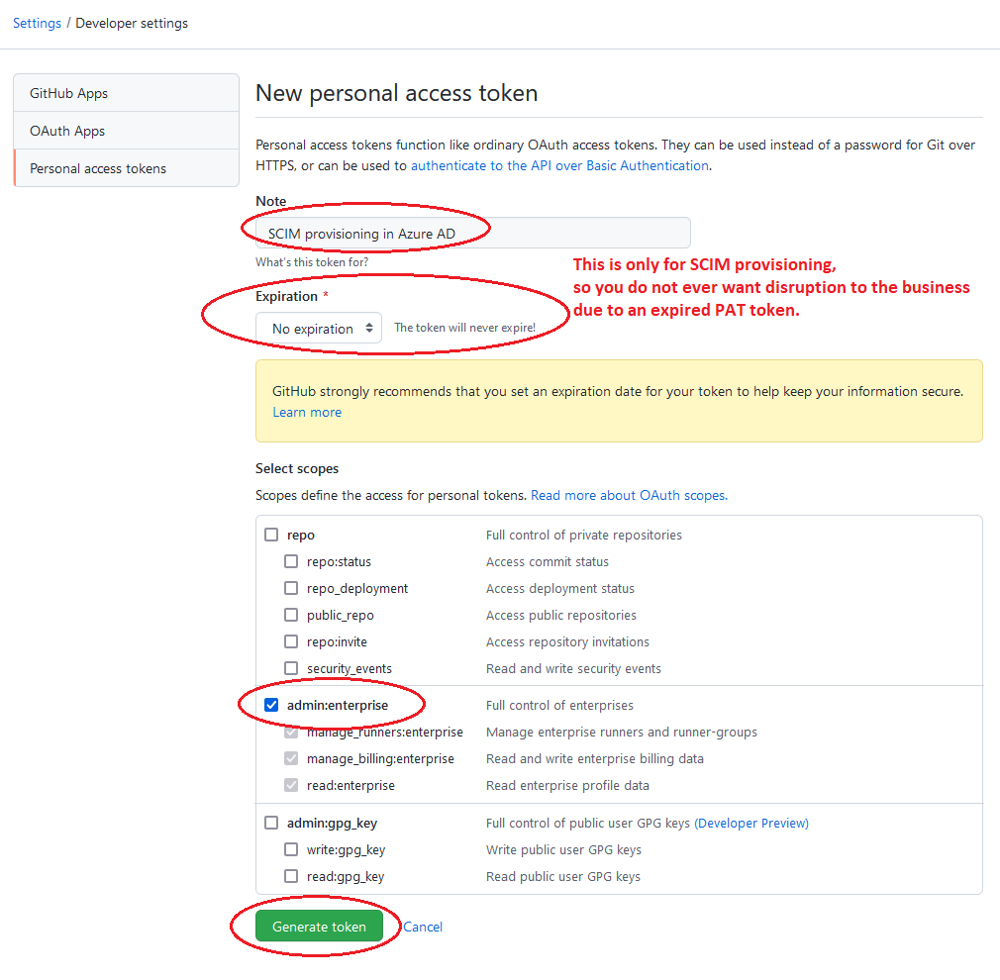 Settings / Developer settings
GitHub Apps
OAuth Apps
Personal access tokens
New personal access token
Personal access tokens function like ordinary OAuth access tokens. They can be used instead of a password for Git over
HTTPS, or can be used to authenticate to the API over Basic Authentication.
Note
SCIM provisioning in Azure AD
What's this token for?
This is only for SCIM provisioning,
so you do not ever want disruption to the business
due to an expired PAT token.
Expiration *
No expiration The token will never expire!
GitHub strongly recommends that you set an expiration date for your token to help keep your information secure.
Learn more
Select scopes
Scopes define the access for personal tokens. Read more about OAuth scopes.
repo Full control of private repositories
repo:status Access commit status
repo_deployment Access deployment status
public_repo Access public repositories
repo:invite Access repository invitations
security_events Read and write security events
admin:enterprise Full control of enterprises
manage_runners:enterprise Manage enterprise runners and runner-groups
manage_billing:enterprise Read and write enterprise billing data
read:enterprise Read enterprise profile data
admin:gpg_key Full control of public user GPG keys (Developer Preview)
write:gpg_key Write public user GPG keys
read:gpg_key Read public user GPG keys
Generate token Cancel